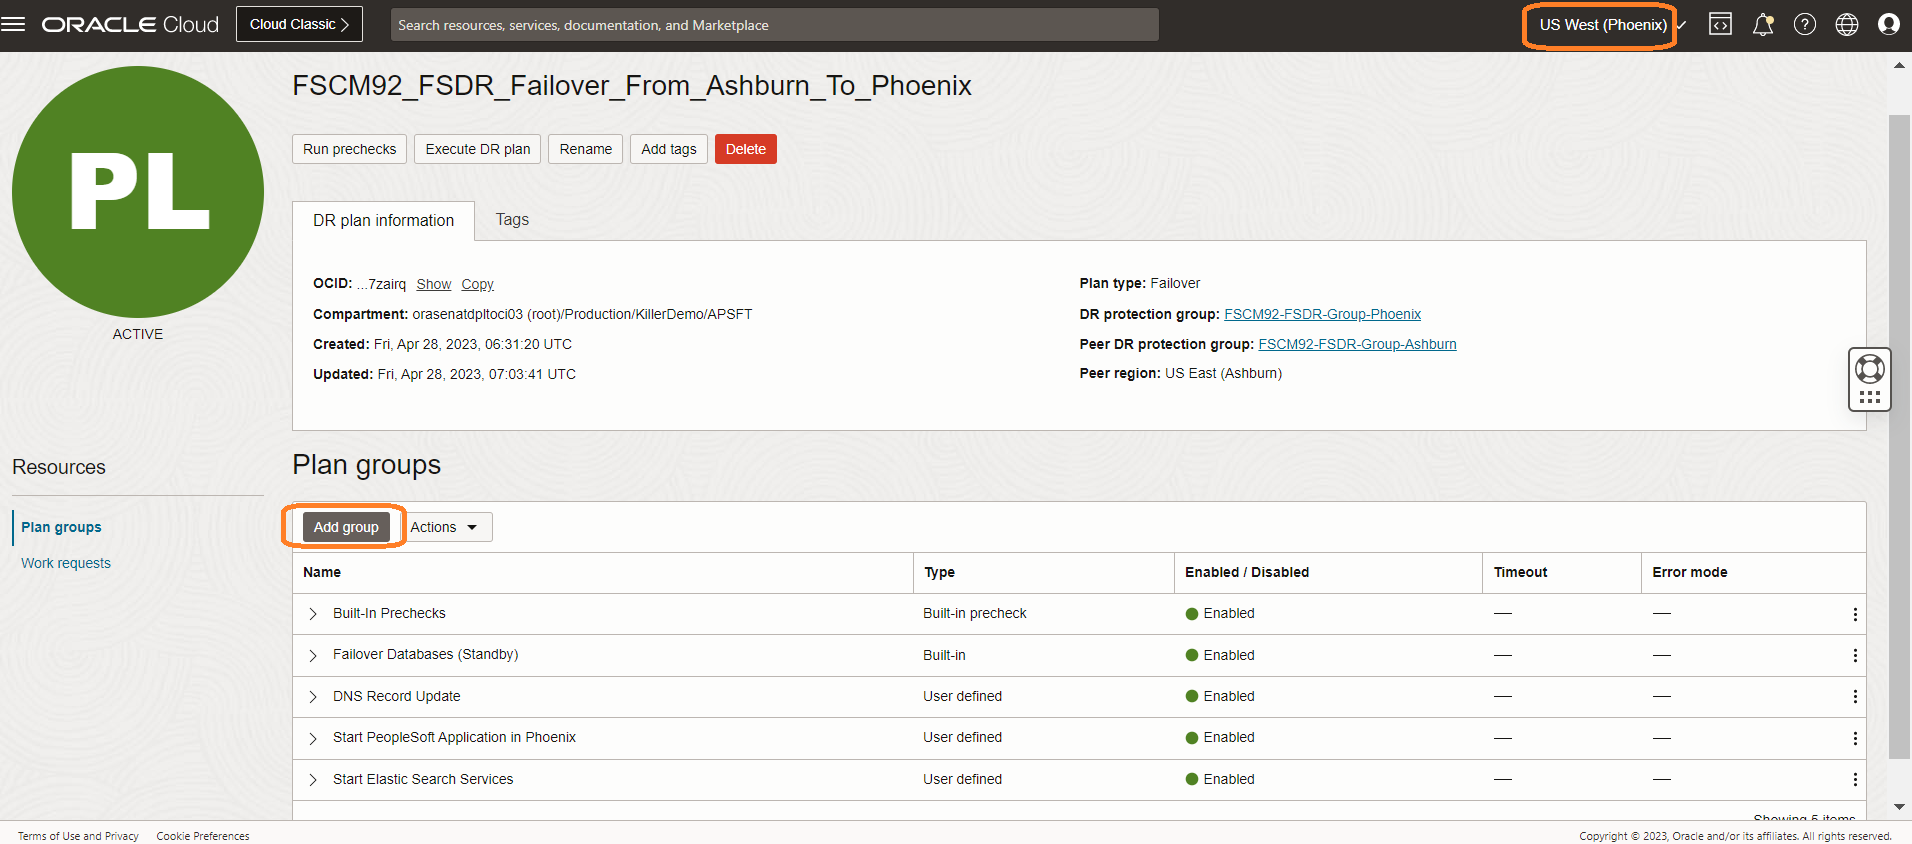 ORACLE Cloud
Cloud Classic >
Search resources, services, documentation, and Marketplace
US West (Phoenix)
PL
ACTIVE
FSCM92_FSDR_Failover_From_Ashburn_To_Phoenix
Run prechecks Execute DR plan Rename Add tags Delete
DR plan information Tags
OCID: ...7zairq Show Copy
Compartment: orasenatdpltoci03 (root)/Production/KillerDemo/APSFT
Created: Fri, Apr 28, 2023, 06:31:20 UTC
Updated: Fri, Apr 28, 2023, 07:03:41 UTC
Plan type: Failover
DR protection group: FSCM92-FSDR-Group-Phoenix
Peer DR protection group: FSCM92-FSDR-Group-Ashburn
Peer region: US East (Ashburn)
Resources
Plan groups
Work requests
Plan groups
Add group Actions
Name Type Enabled / Disabled Timeout Error mode
Built-In Prechecks Built-in precheck Enabled — —
Failover Databases (Standby) Built-in Enabled — —
DNS Record Update User defined Enabled — —
Start PeopleSoft Application in Phoenix User defined Enabled — —
Start Elastic Search Services User defined Enabled — —
Showing 5 items
Terms of Use and Privacy Cookie Preferences
Copyright © 2023, Oracle and/or its affiliates. All rights reserved.